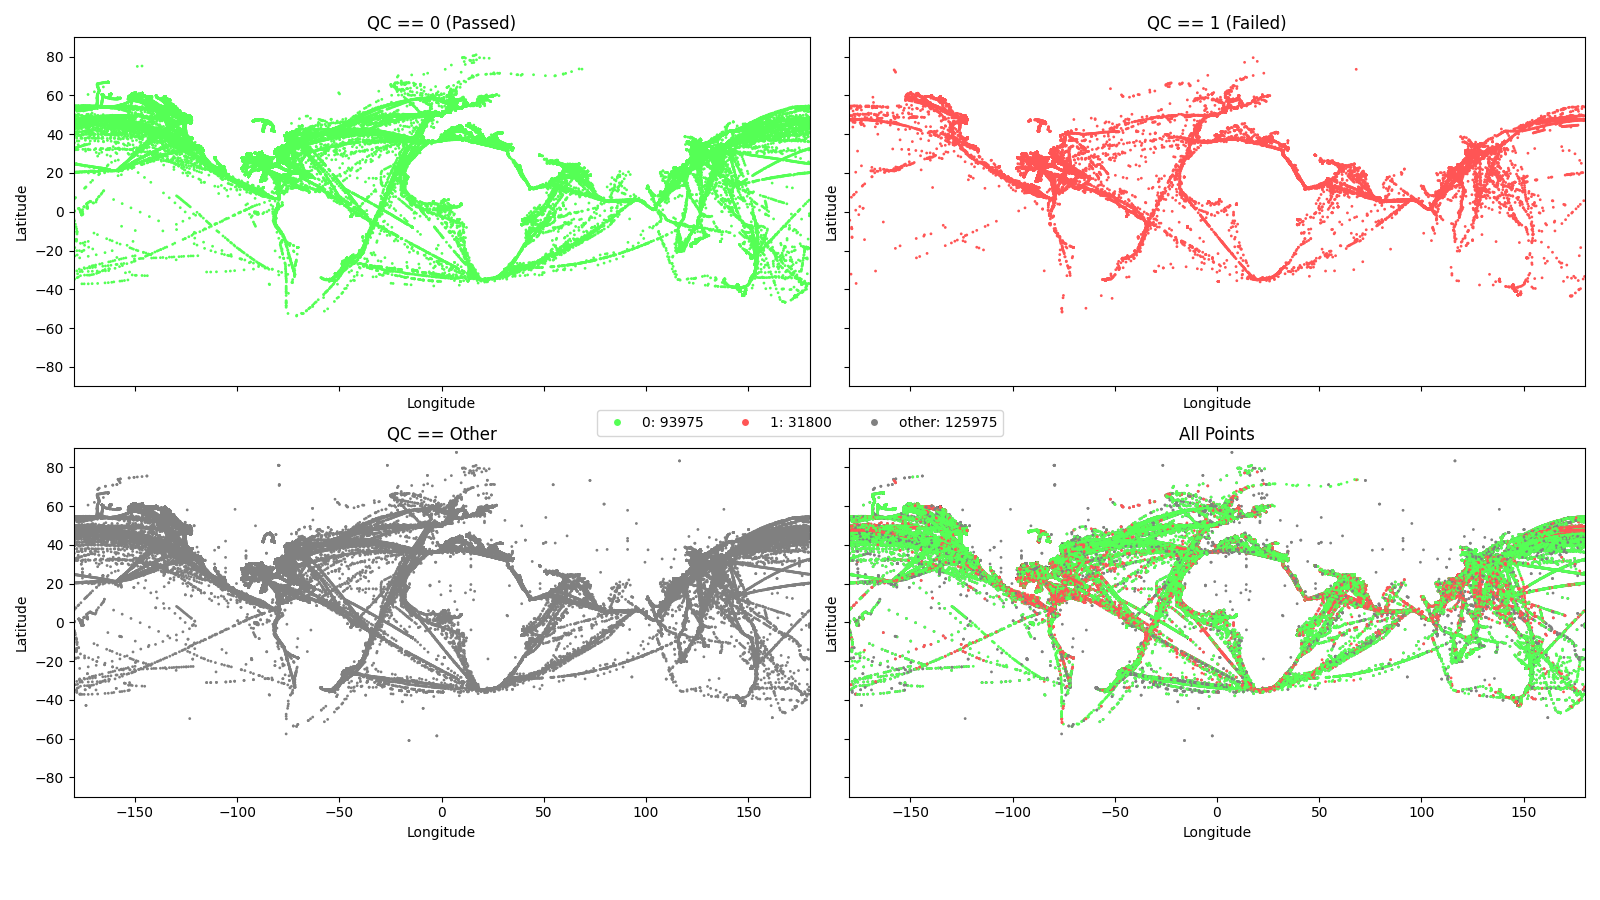 QC == 0 (Passed)
QC == 1 (Failed)
80
60
40
20
0
−20
−40
−60
−80
Latitude
Latitude
Longitude
Longitude
0: 93975
1: 31800
other: 125975
QC == Other
All Points
80
60
40
20
0
−20
−40
−60
−80
Latitude
Latitude
−150 −100 −50 0 50 100 150
−150 −100 −50 0 50 100 150
Longitude
Longitude